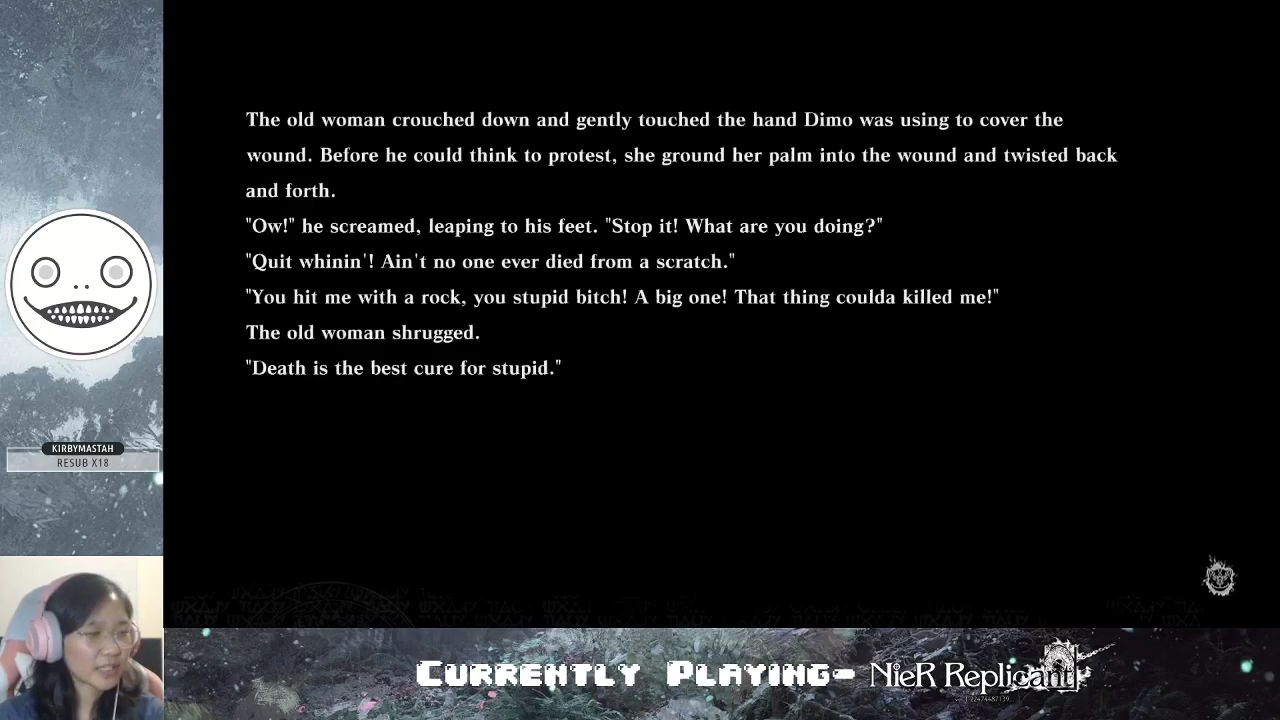 The old woman crouched down and gently touched the hand Dimo was using to cover the
wound. Before he could think to protest, she ground her palm into the wound and twisted back
and forth.
"Ow!" he screamed, leaping to his feet. "Stop it! What are you doing?"
"Quit whinin'! Ain't no one ever died from a scratch."
"You hit me with a rock, you stupid bitch! A big one! That thing coulda killed me!"
The old woman shrugged.
"Death is the best cure for stupid."
KIRBYMASTAH
RESUB X18
Currently Playing- NieR Replicant